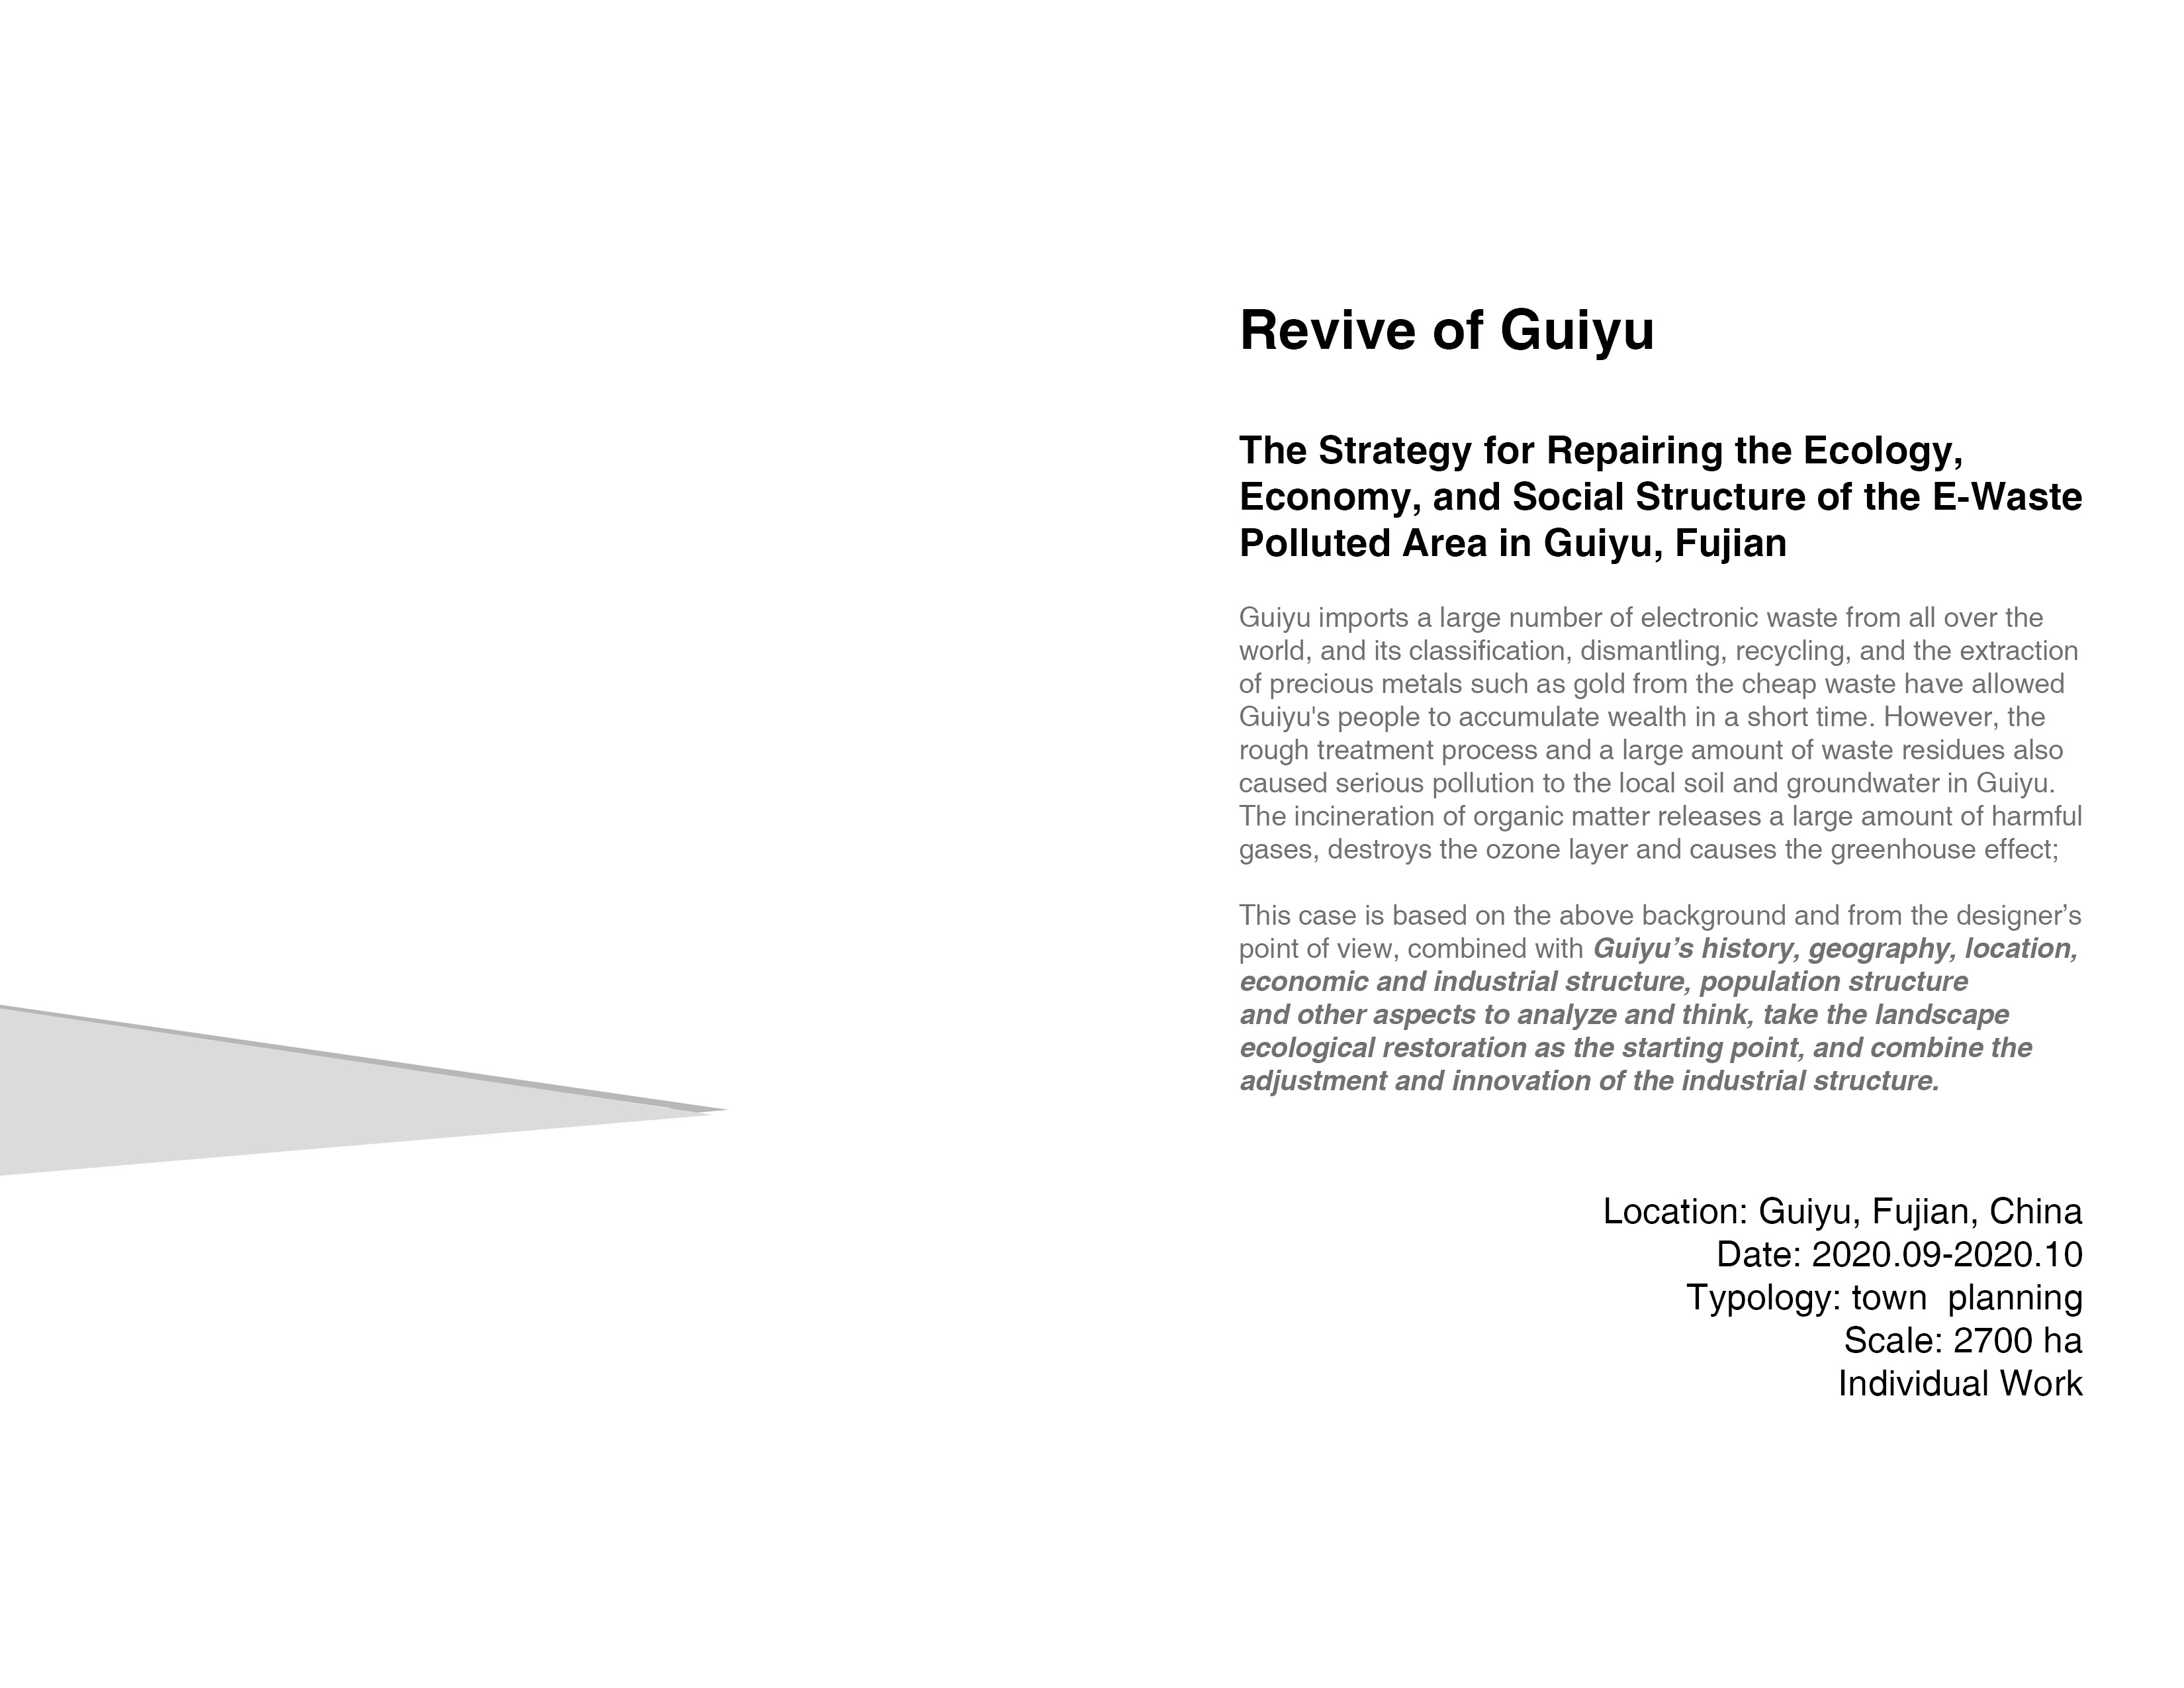 Revive of Guiyu
The Strategy for Repairing the Ecology,
Economy, and Social Structure of the E-Waste
Polluted Area in Guiyu, Fujian
Guiyu imports a large number of electronic waste from all over the
world, and its classification, dismantling, recycling, and the extraction
of precious metals such as gold from the cheap waste have allowed
Guiyu's people to accumulate wealth in a short time. However, the
rough treatment process and a large amount of waste residues also
caused serious pollution to the local soil and groundwater in Guiyu.
The incineration of organic matter releases a large amount of harmful
gases, destroys the ozone layer and causes the greenhouse effect;
This case is based on the above background and from the designer’s
point of view, combined with Guiyu’s history, geography, location,
economic and industrial structure, population structure
and other aspects to analyze and think, take the landscape
ecological restoration as the starting point, and combine the
adjustment and innovation of the industrial structure.
Location: Guiyu, Fujian, China
Date: 2020.09-2020.10
Typology: town  planning
Scale: 2700 ha
Individual Work